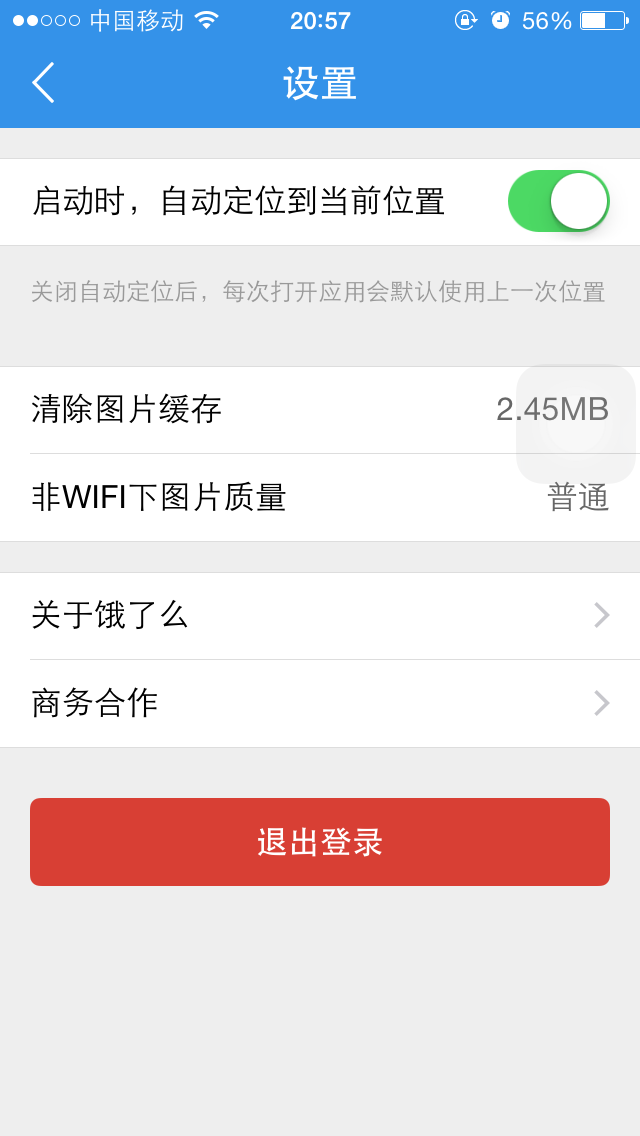 中国移动 20:57 56%
设置
启动时，自动定位到当前位置
关闭自动定位后，每次打开应用会默认使用上一次位置
清除图片缓存 2.45MB
非WIFI下图片质量 普通
关于饿了么
商务合作
退出登录